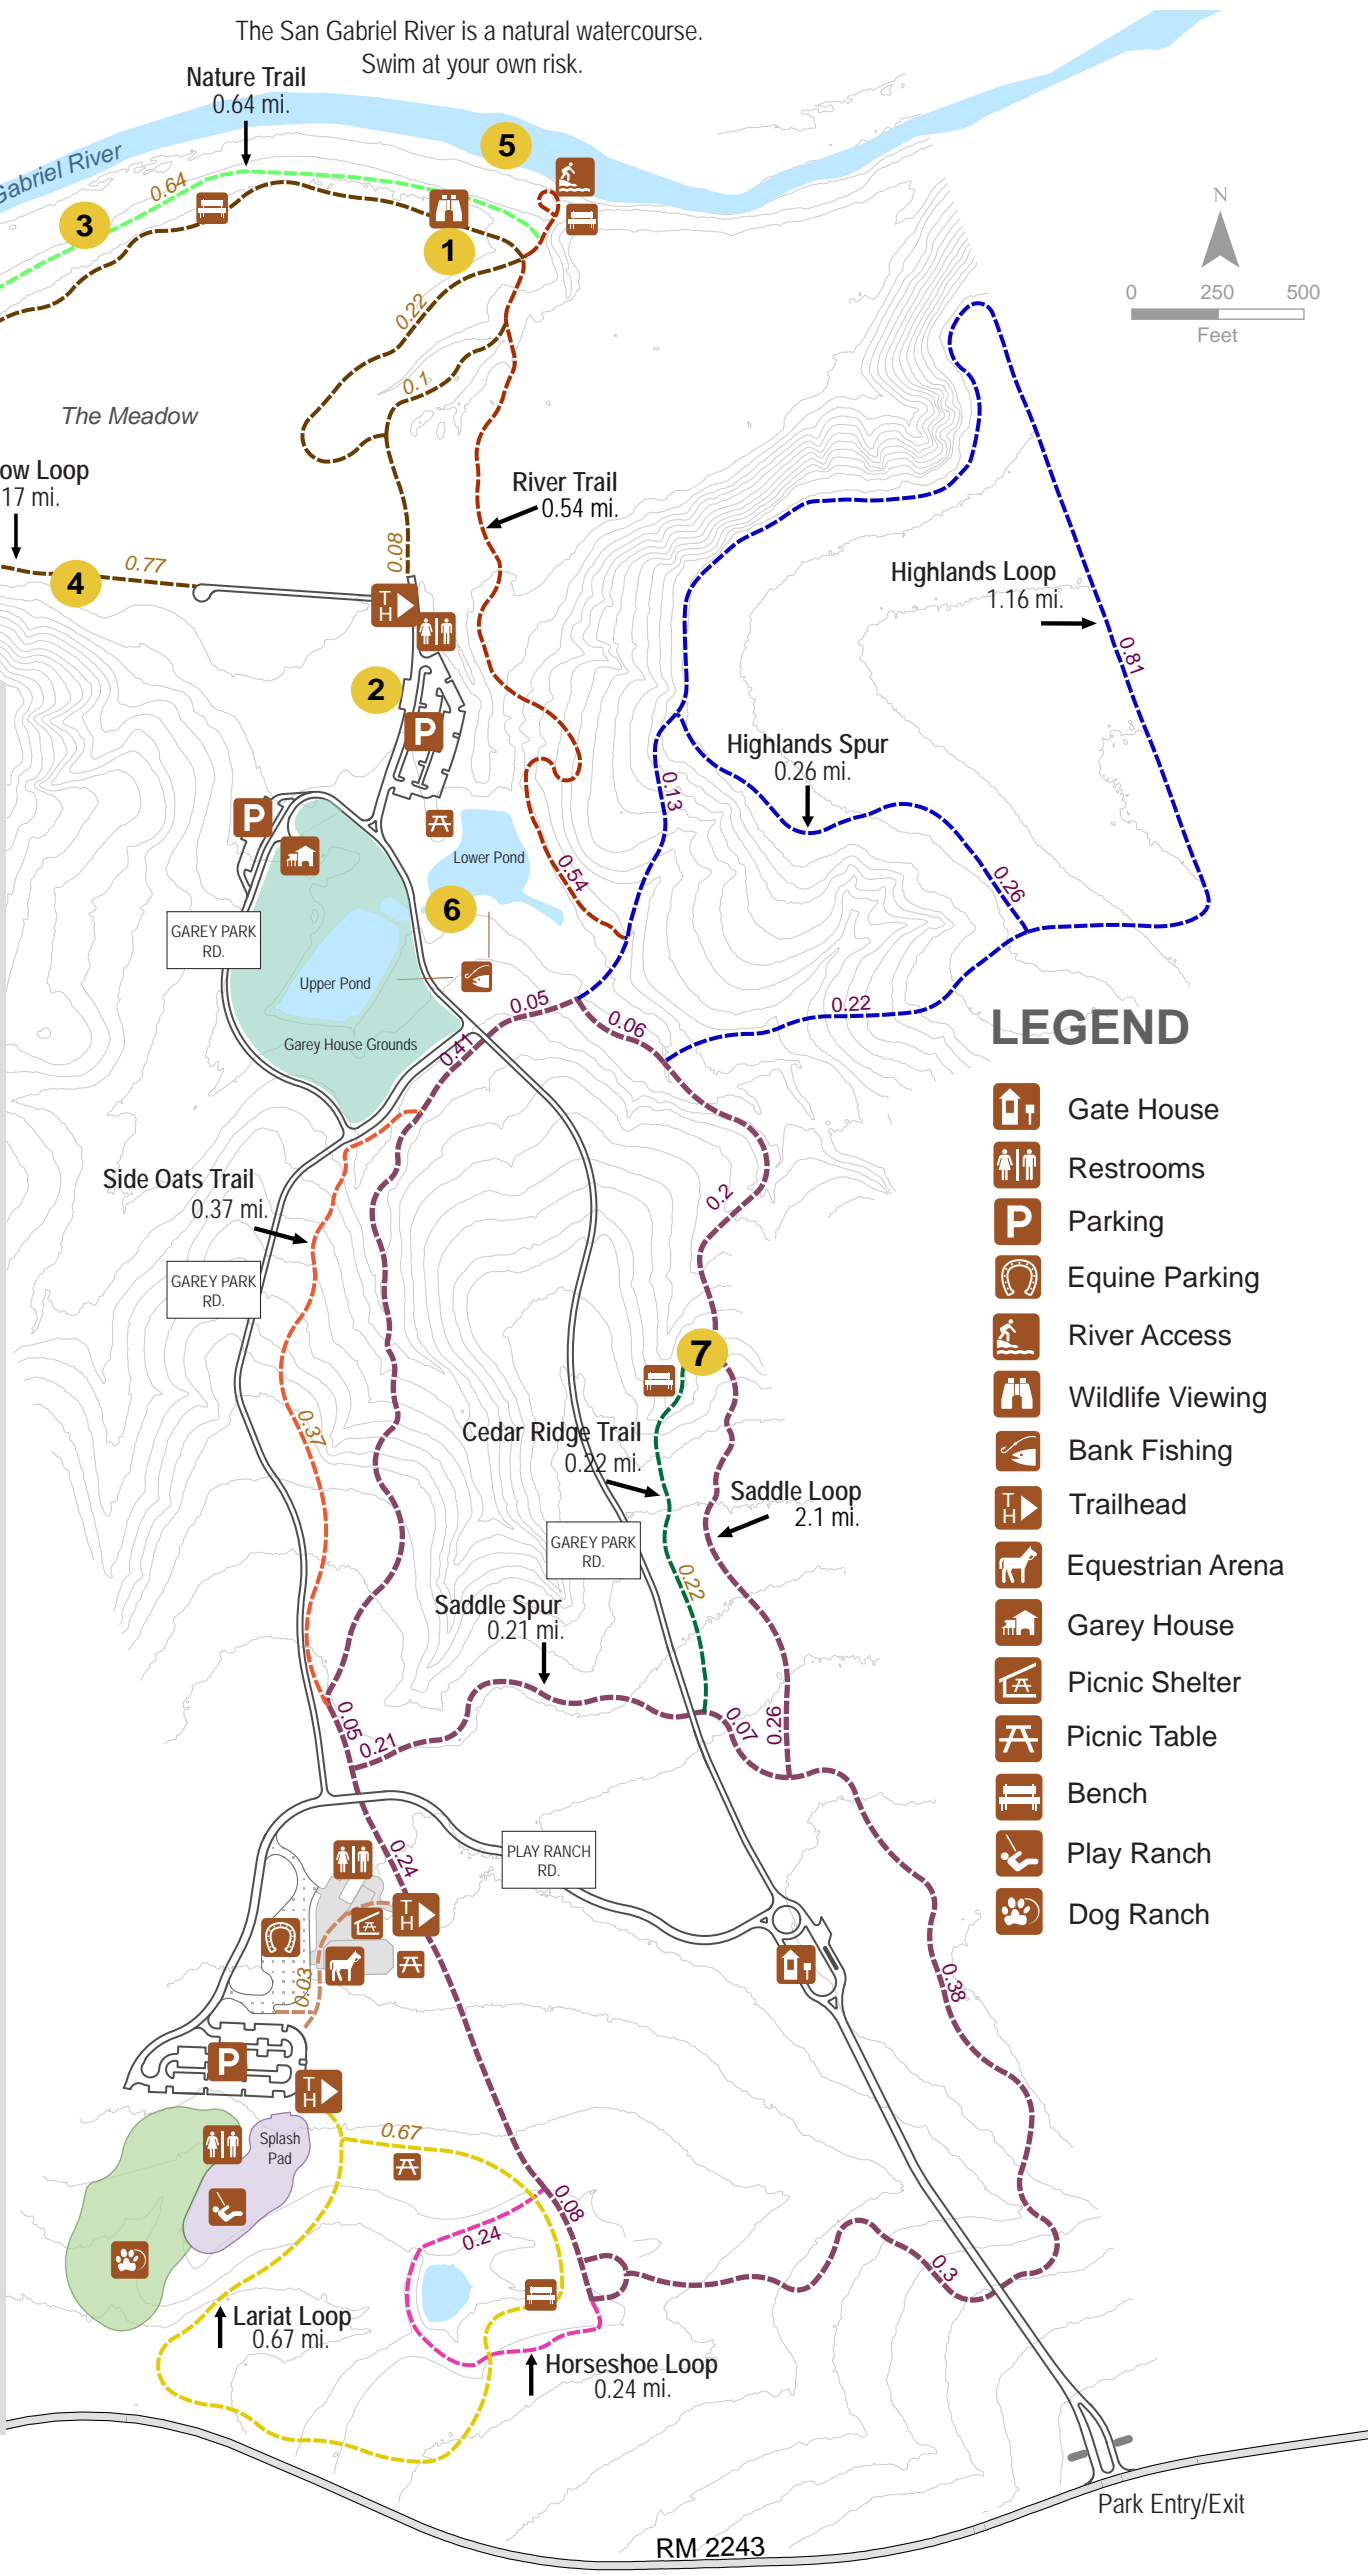 The San Gabriel River is a natural watercourse.
Swim at your own risk.
Nature Trail
0.64 mi.
Gabriel River
5
0.64
3
1
N
0 250 500
Feet
0.22
0.1
The Meadow
ow Loop
17 mi.
River Trail
0.54 mi.
0.08
0.77
4
T
H
Highlands Loop
1.16 mi.
0.81
2
P
Highlands Spur
0.26 mi.
0.13
P
Lower Pond
0.54
0.26
6
GAREY PARK
RD.
Upper Pond
0.05
0.06
0.22
Garey House Grounds
0.41
LEGEND
Gate House
Restrooms
P Parking
Equine Parking
River Access
Wildlife Viewing
Bank Fishing
T
H
Trailhead
Equestrian Arena
Garey House
Picnic Shelter
Picnic Table
Bench
Play Ranch
Dog Ranch
Side Oats Trail
0.37 mi.
0.2
GAREY PARK
RD.
7
0.37
Cedar Ridge Trail
0.22 mi.
Saddle Loop
2.1 mi.
GAREY PARK
RD.
0.22
Saddle Spur
0.21 mi.
0.05
0.21
0.07
0.26
0.24
PLAY RANCH
RD.
T
H
0.03
0.38
P
T
H
0.67
Splash
Pad
0.08
0.24
0.3
Lariat Loop
0.67 mi.
Horseshoe Loop
0.24 mi.
Park Entry/Exit
RM 2243